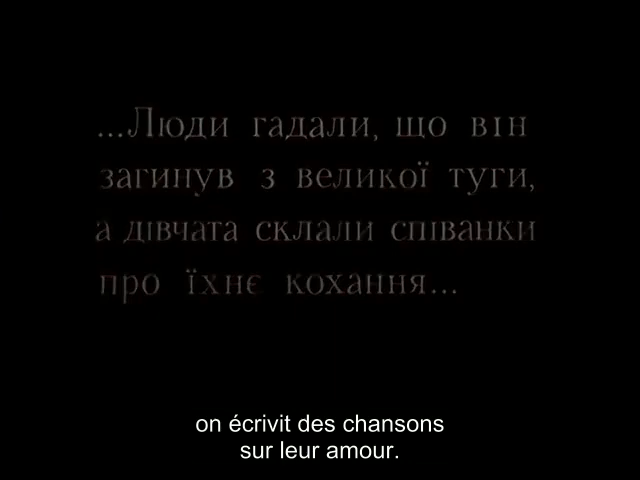 ...Люди гадали, що він
загинув з великої туги,
а дівчата склали співанки
про їхнє кохання...
on écrivit des chansons
sur leur amour.